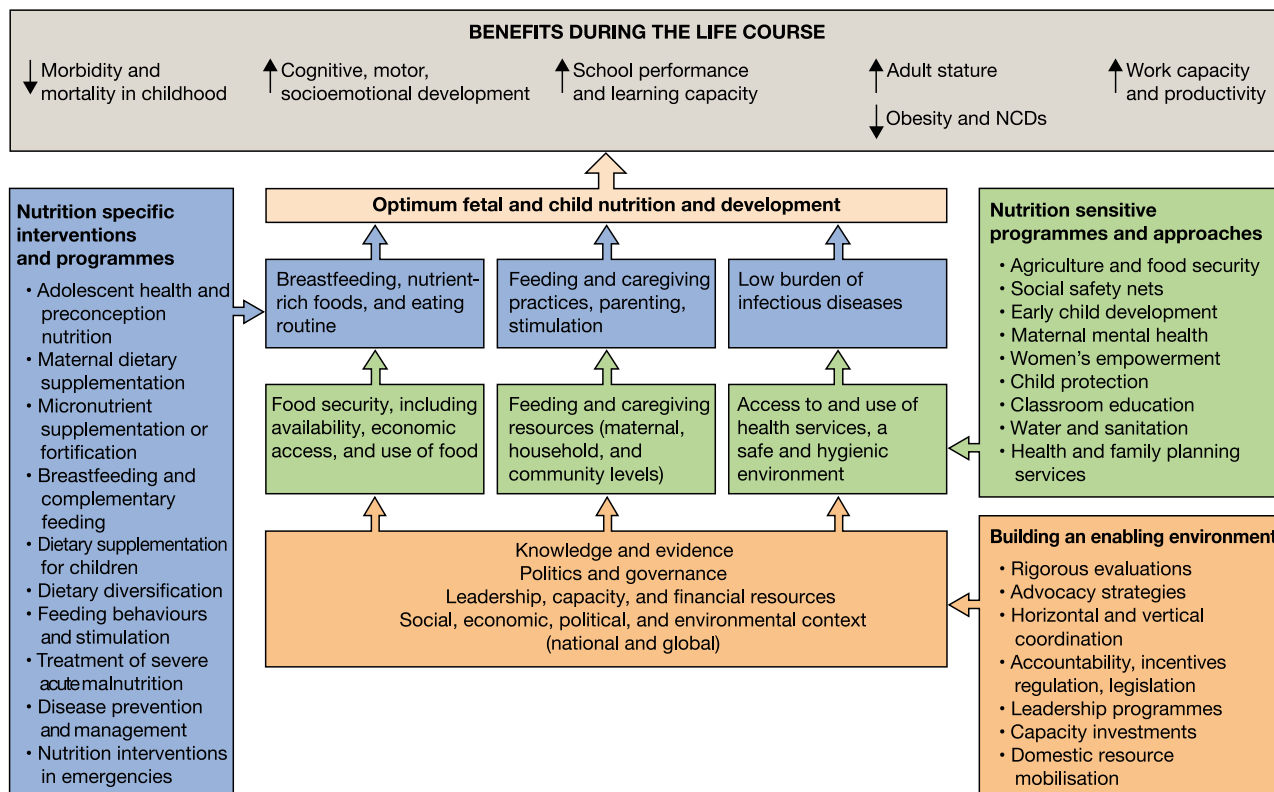 BENEFITS DURING THE LIFE COURSE
Morbidity and
mortality in childhood
Cognitive, motor,
socioemotional development
School performance
and learning capacity
Adult stature
Obesity and NCDs
Work capacity
and productivity
Nutrition specific
interventions
and programmes
• Adolescent health and
preconception
nutrition
• Maternal dietary
supplementation
• Micronutrient
supplementation or
fortification
• Breastfeeding and
complementary
feeding
• Dietary supplementation
for children
• Dietary diversification
• Feeding behaviours
and stimulation
• Treatment of severe
acute malnutrition
• Disease prevention
and management
• Nutrition interventions
in emergencies
Optimum fetal and child nutrition and development
Breastfeeding, nutrient-
rich foods, and eating
routine
Feeding and caregiving
practices, parenting,
stimulation
Low burden of
infectious diseases
Food security, including
availability, economic
access, and use of food
Feeding and caregiving
resources (maternal,
household, and
community levels)
Access to and use of
health services, a
safe and hygienic
environment
Knowledge and evidence
Politics and governance
Leadership, capacity, and financial resources
Social, economic, political, and environmental context
(national and global)
Nutrition sensitive
programmes and approaches
• Agriculture and food security
• Social safety nets
• Early child development
• Maternal mental health
• Women's empowerment
• Child protection
• Classroom education
• Water and sanitation
• Health and family planning
services
Building an enabling environment
• Rigorous evaluations
• Advocacy strategies
• Horizontal and vertical
coordination
• Accountability, incentives
regulation, legislation
• Leadership programmes
• Capacity investments
• Domestic resource
mobilisation